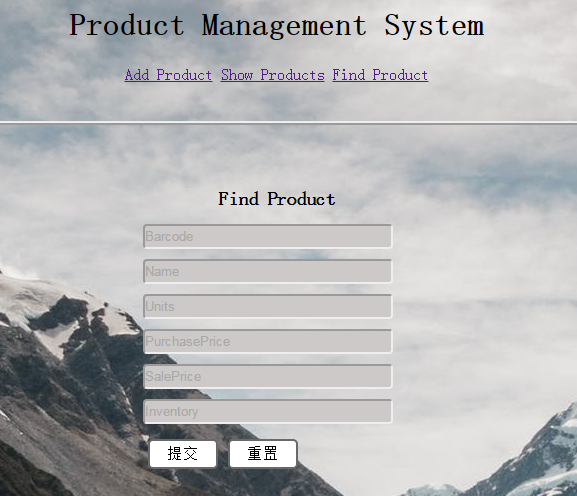 Product Management System
Add Product Show Products Find Product
Find Product
Barcode
Name
Units
PurchasePrice
SalePrice
Inventory
提交 重置